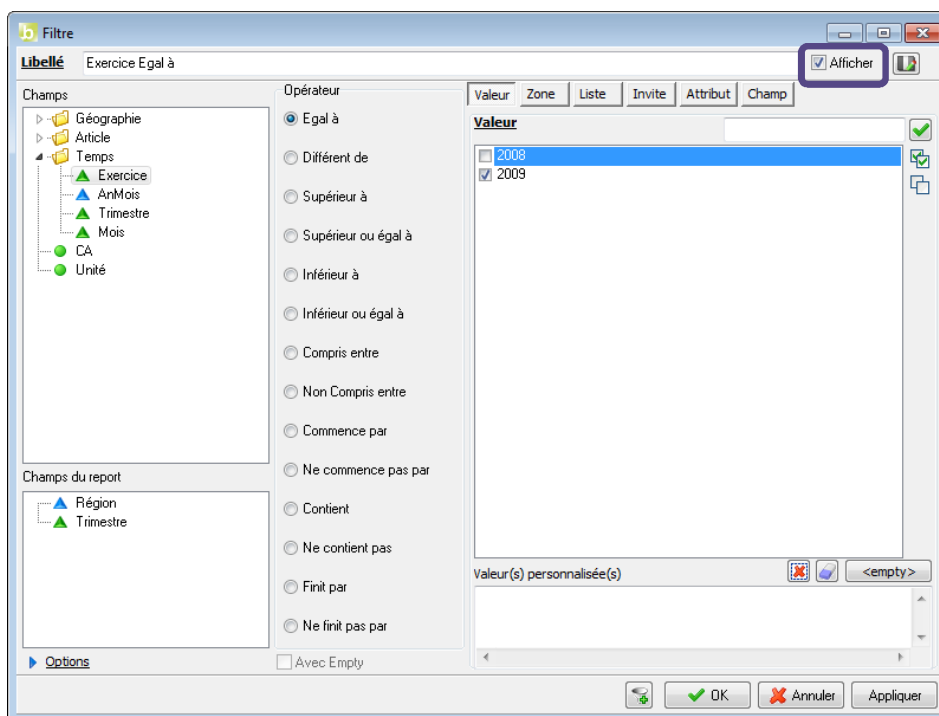 Filtre
Libellé Exercice Egal à Afficher
Champs
Géographie
Article
Temps
Exercice
AnMois
Trimestre
Mois
CA
Unité
Champs du report
Région
Trimestre
Options
Opérateur
Egal à
Différent de
Supérieur à
Supérieur ou égal à
Inférieur à
Inférieur ou égal à
Compris entre
Non Compris entre
Commence par
Ne commence pas par
Contient
Ne contient pas
Finit par
Ne finit pas par
Avec Empty
Valeur Zone Liste Invite Attribut Champ
Valeur
2008
2009
Valeur(s) personnalisée(s) <empty>
OK Annuler Appliquer